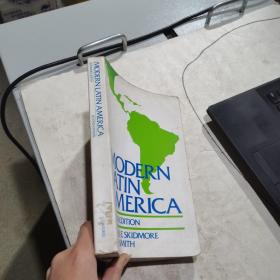 MODERN LATIN AMERICA
MODERN
LATIN
AMERICA
EDITION
E. SKIDMORE
SMITH